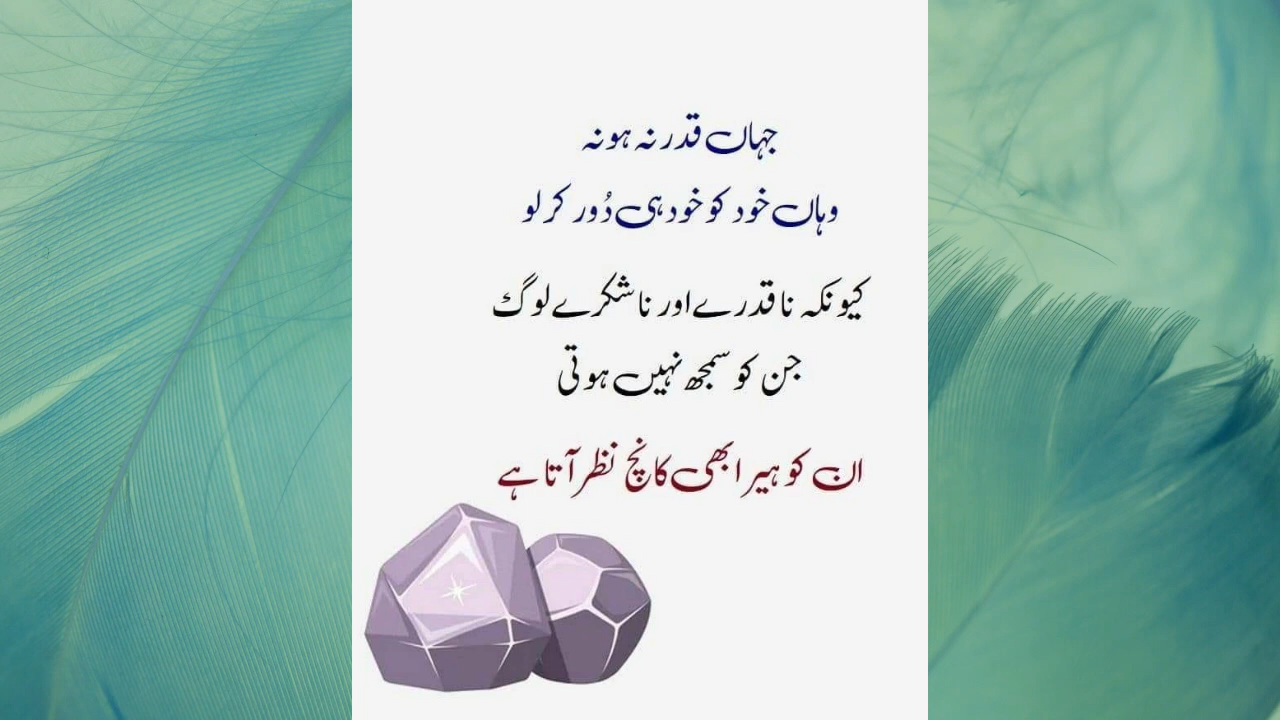 جہاں قدر نہ ہو نہ
وہاں خود کو خود ہی دُور کر لو
کیونکہ ناقدرے اور ناشکرے لوگ
جن کو سمجھ نہیں ہوتی
ان کو ہیرا بھی کانچ نظر آتا ہے